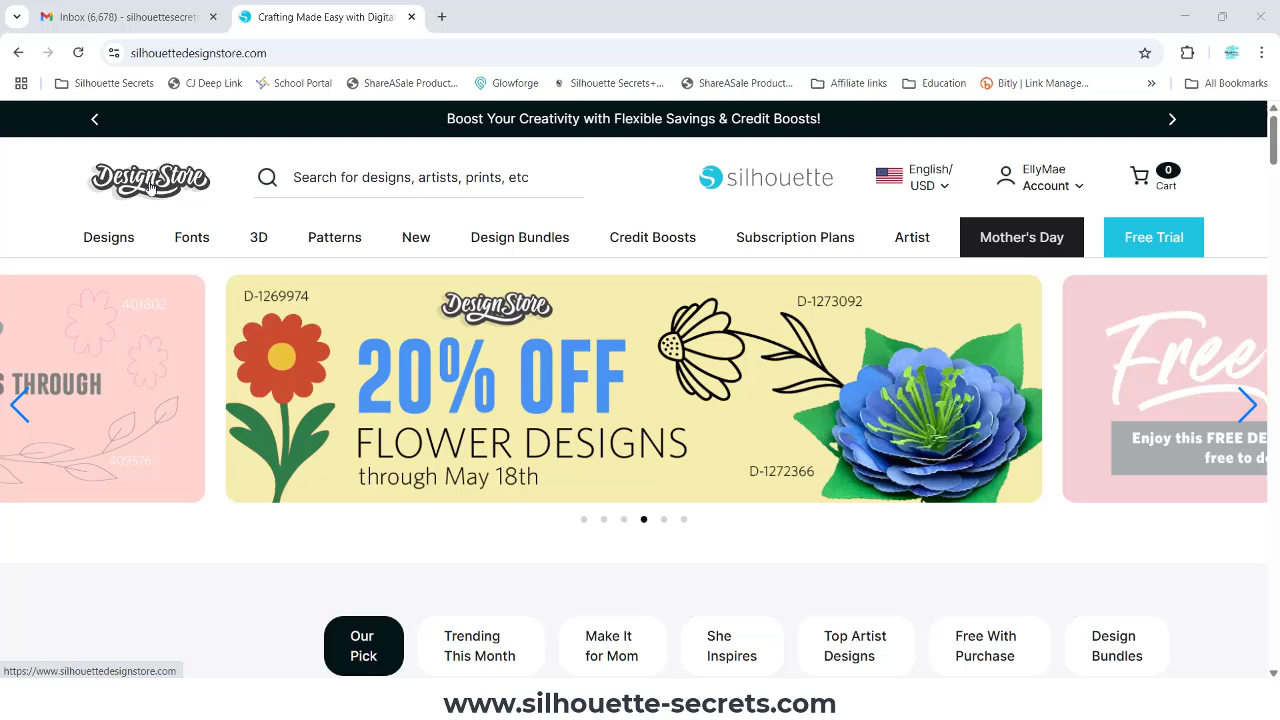 Inbox (6,678) - silhouettesecret
Crafting Made Easy with Digital
silhouettedesignstore.com
Silhouette Secrets
CJ Deep Link
School Portal
ShareASale Product...
Glowforge
Silhouette Secrets+...
ShareASale Product...
Affiliate links
Education
Bitly | Link Manage...
All Bookmarks
Boost Your Creativity with Flexible Savings & Credit Boosts!
Design Store
Search for designs, artists, prints, etc
silhouette
English/
USD
EllyMae
Account
0
Cart
Designs
Fonts
3D
Patterns
New
Design Bundles
Credit Boosts
Subscription Plans
Artist
Mother's Day
Free Trial
401802
S THROUGH
409576
D-1269974
Design Store
D-1273092
20% OFF
FLOWER DESIGNS
through May 18th
D-1272366
Free
Enjoy this FREE DE
free to d
Our
Pick
Trending
This Month
Make It
for Mom
She
Inspires
Top Artist
Designs
Free With
Purchase
Design
Bundles
https://www.silhouettedesignstore.com
www.silhouette-secrets.com